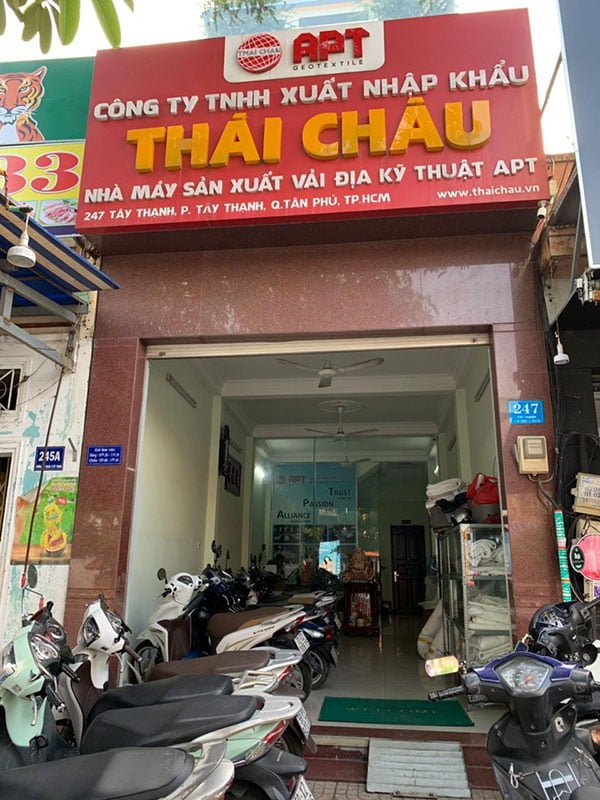 THAI CHAU
APT
GEOTEXTILE
CÔNG TY TNHH XUẤT NHẬP KHẨU
THÁI CHÂU
NHÀ MÁY SẢN XUẤT VẢI ĐỊA KỸ THUẬT APT
247 TÂY THẠNH, P. TÂY THẠNH, Q.TÂN PHÚ, TP.HCM
www.thaichau.vn
33
247
245A
APT
TRUST
PASSION
ALLIANCE
WELCOME